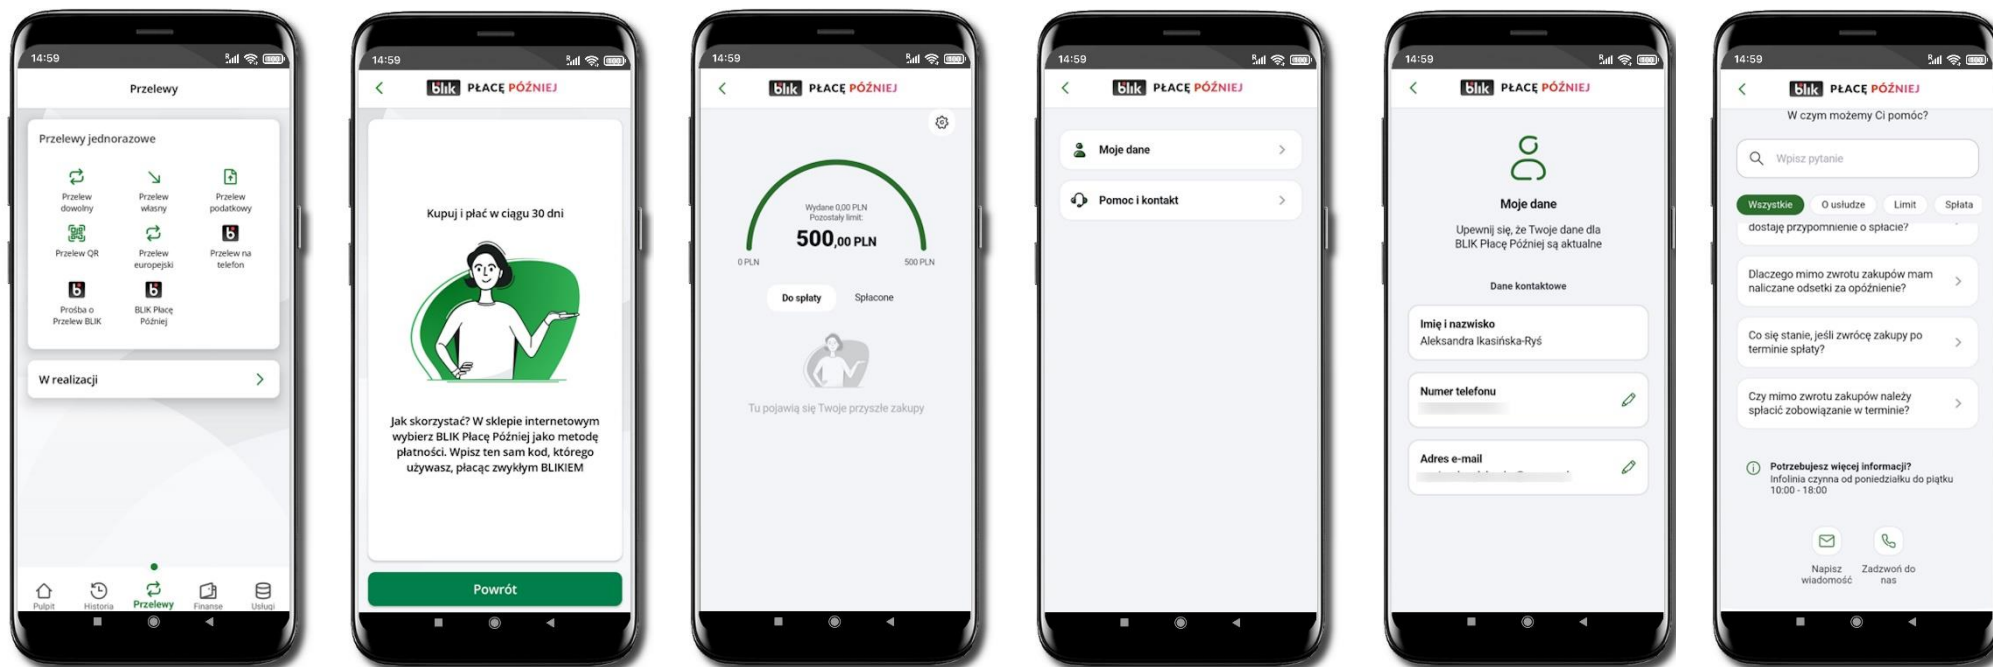 14:59
Przelewy
Przelewy jednorazowe
Przelew
dowolny
Przelew
własny
Przelew
podatkowy
Przelew QR
Przelew
europejski
Przelew na
telefon
Prośba o
Przelew BLIK
BLIK Płacę
Później
W realizacji
Pulpit
Historia
Przelewy
Finanse
Usługi
14:59
blik PŁACĘ PÓŹNIEJ
Kupuj i płać w ciągu 30 dni
Jak skorzystać? W sklepie internetowym
wybierz BLIK Płacę Później jako metodę
płatności. Wpisz ten sam kod, którego
używasz, płacąc zwykłym BLIKIEM
Powrót
14:59
blik PŁACĘ PÓŹNIEJ
Wydane 0,00 PLN
Pozostały limit:
500,00 PLN
0 PLN
500 PLN
Do spłaty
Spłacone
Tu pojawią się Twoje przyszłe zakupy
14:59
blik PŁACĘ PÓŹNIEJ
Moje dane
Pomoc i kontakt
14:59
blik PŁACĘ PÓŹNIEJ
Moje dane
Upewnij się, że Twoje dane dla
BLIK Płacę Później są aktualne
Dane kontaktowe
Imię i nazwisko
Aleksandra Ikasińska-Ryś
Numer telefonu
Adres e-mail
14:59
blik PŁACĘ PÓŹNIEJ
W czym możemy Ci pomóc?
Wpisz pytanie
Wszystkie
O usłudze
Limit
Spłata
dostaję przypomnienie o spłacie?
Dlaczego mimo zwrotu zakupów mam
naliczane odsetki za opóźnienie?
Co się stanie, jeśli zwrócę zakupy po
terminie spłaty?
Czy mimo zwrotu zakupów należy
spłacić zobowiązanie w terminie?
Potrzebujesz więcej informacji?
Infolinia czynna od poniedziałku do piątku
10:00 - 18:00
Napisz
wiadomość
Zadzwoń do
nas